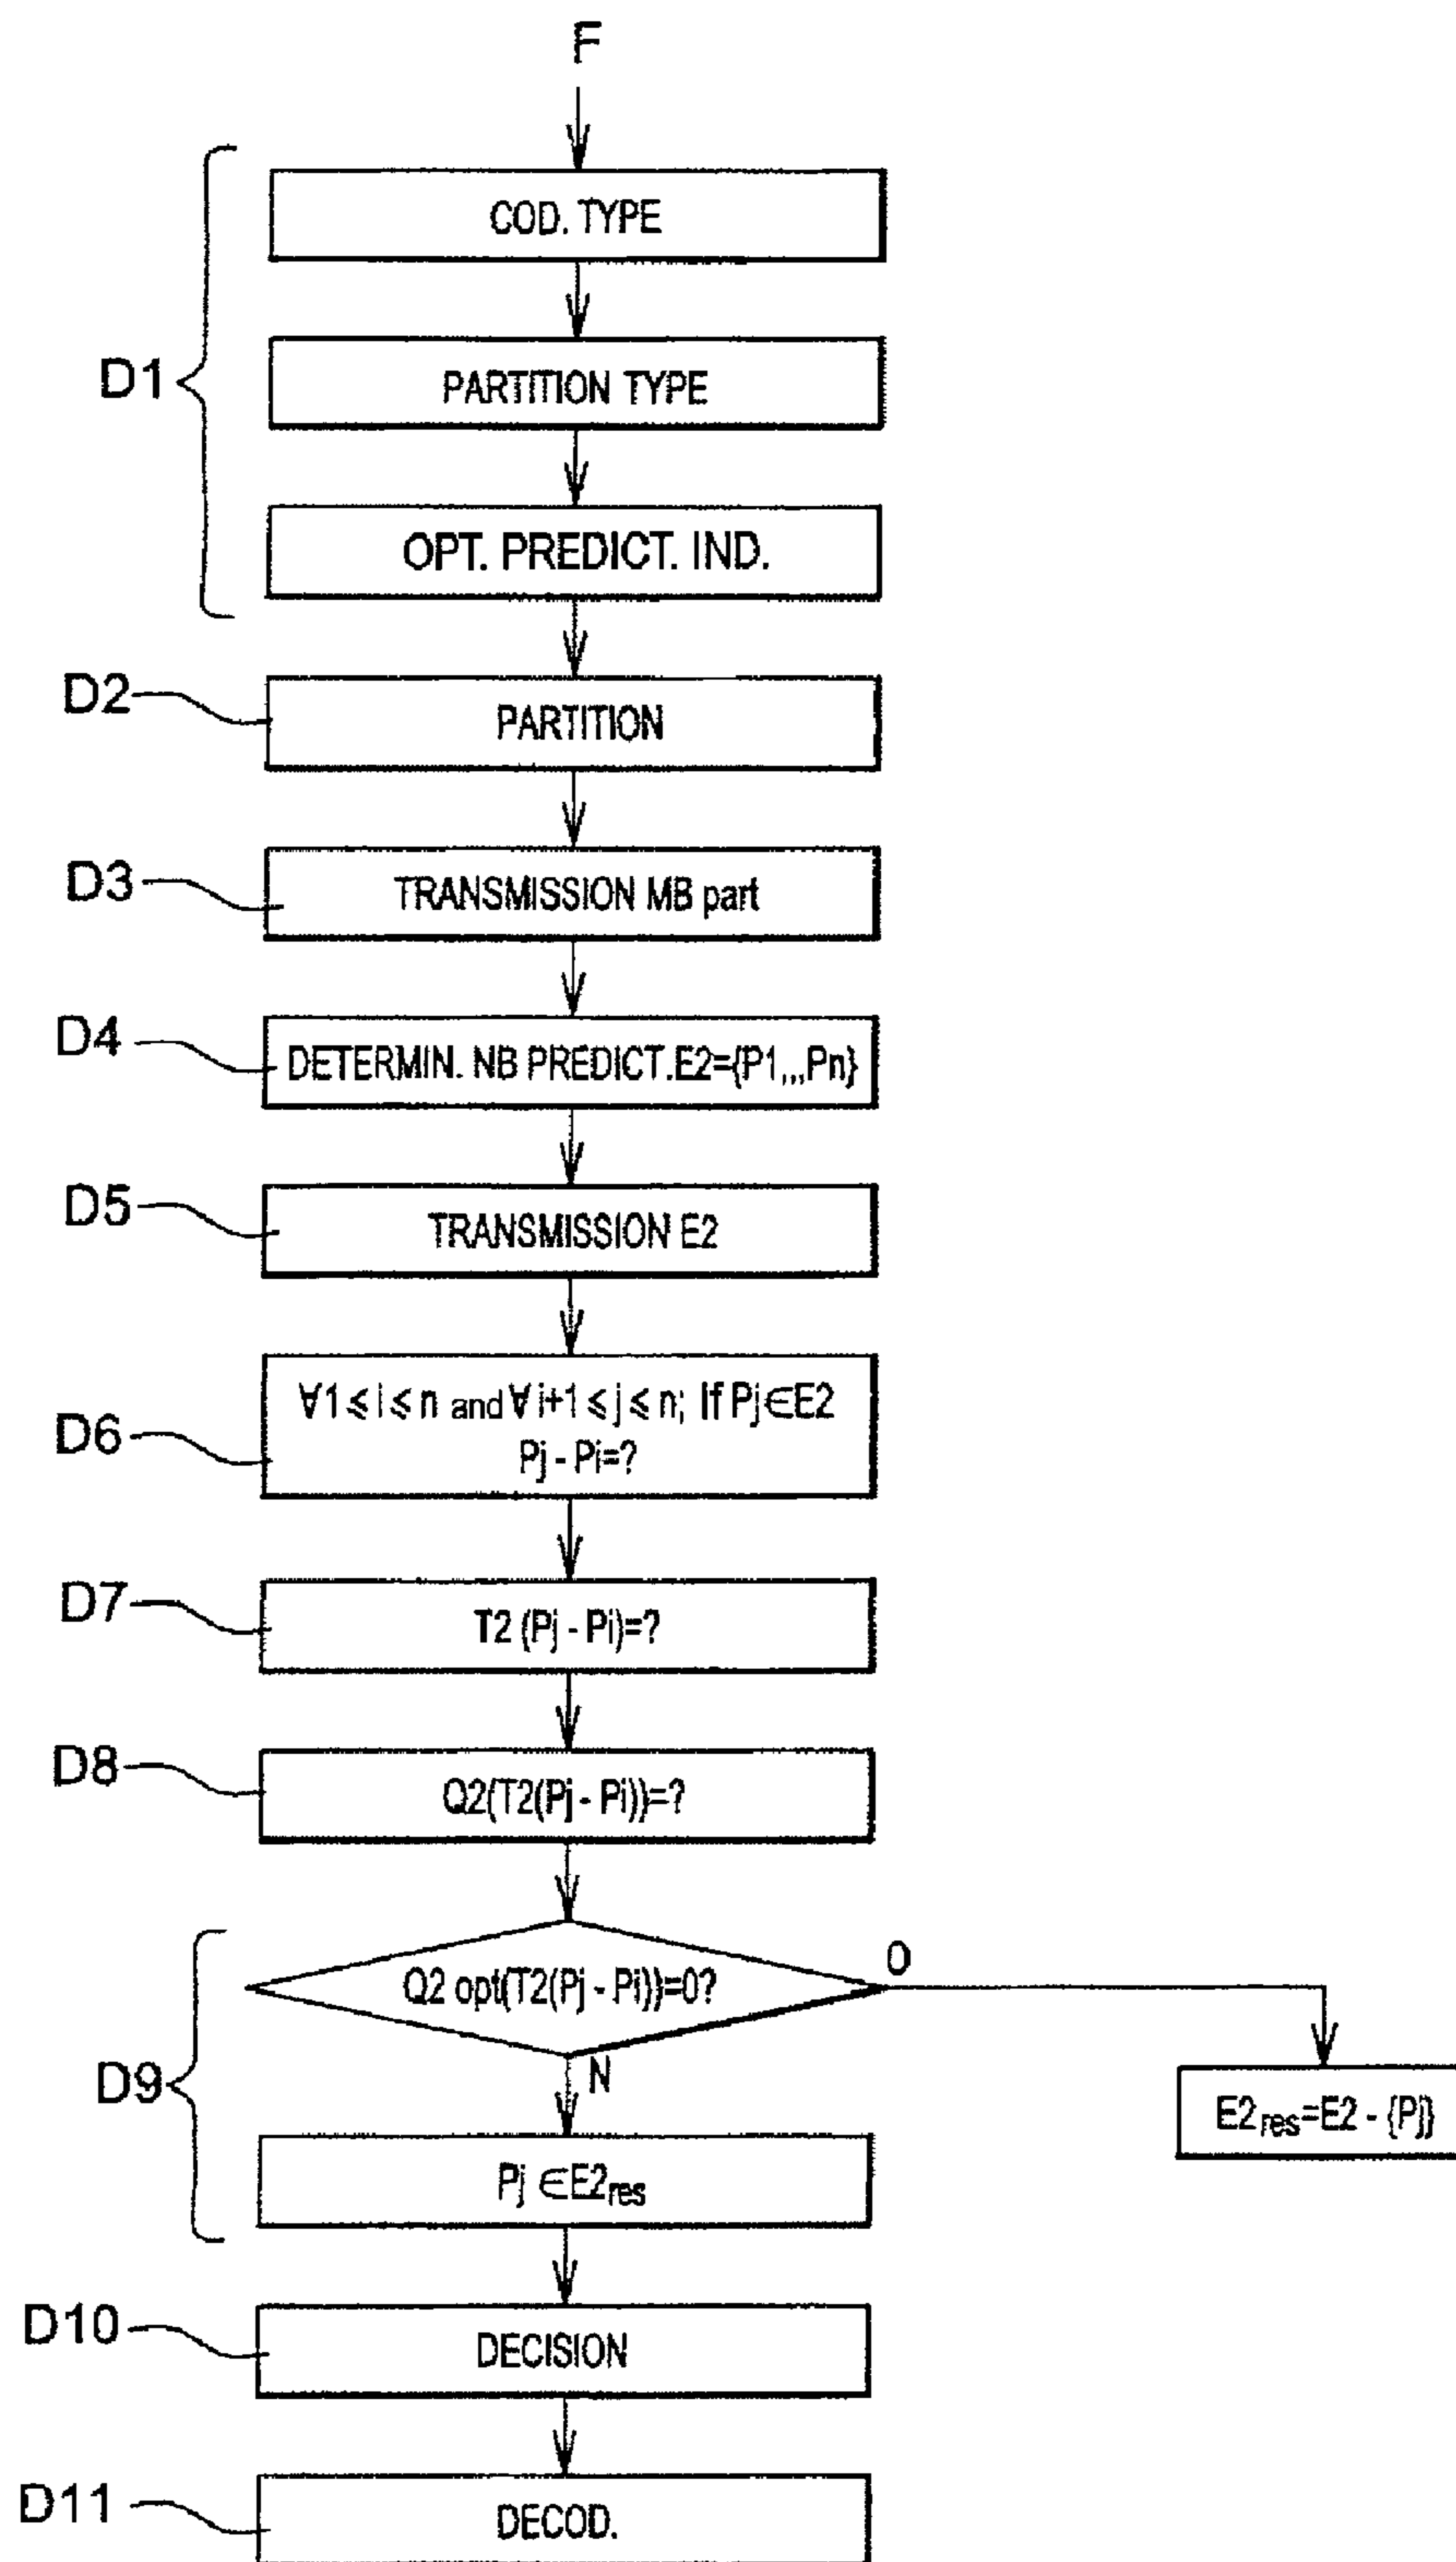 F
COD. TYPE
D1
PARTITION TYPE
OPT. PREDICT. IND.
D2
PARTITION
D3
TRANSMISSION MB part
D4
DETERMIN. NB PREDICT.E2={P1,,,Pn}
D5
TRANSMISSION E2
D6
∀1⩽i⩽n and ∀i+1⩽j⩽n; If Pj∈E2
Pj - Pi=?
D7
T2 (Pj - Pi)=?
D8
Q2(T2(Pj - Pi))=?
D9
Q2 opt(T2(Pj - Pi))=0?
O
N
E2res=E2 - {Pj}
Pj ∈E2res
D10
DECISION
D11
DECOD.